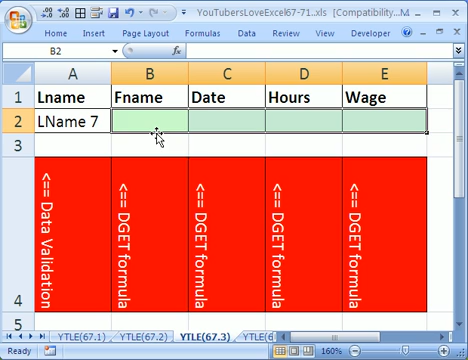 YouTubersLoveExcel67-71.xls [Compatibility...
Home Insert Page Layout Formulas Data Review View Developer
B2 fx
A B C D E
1 Lname Fname Date Hours Wage
2 LName 7
3
4 <== Data Validation <== DGET formula <== DGET formula <== DGET formula <== DGET formula
5
YTLE(67.1) YTLE(67.2) YTLE(67.3) YTLE(6
160%